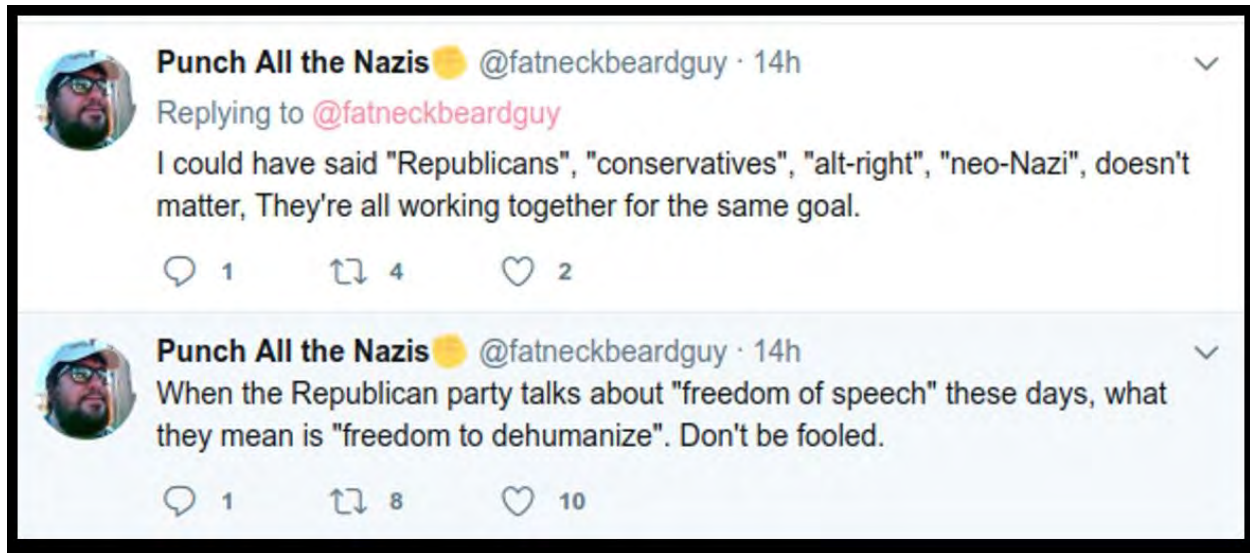 Punch All the Nazis✊ @fatneckbeardguy · 14h
Replying to @fatneckbeardguy
I could have said "Republicans", "conservatives", "alt-right", "neo-Nazi", doesn't
matter, They're all working together for the same goal.
1 4 2
Punch All the Nazis✊ @fatneckbeardguy · 14h
When the Republican party talks about "freedom of speech" these days, what
they mean is "freedom to dehumanize". Don't be fooled.
1 8 10